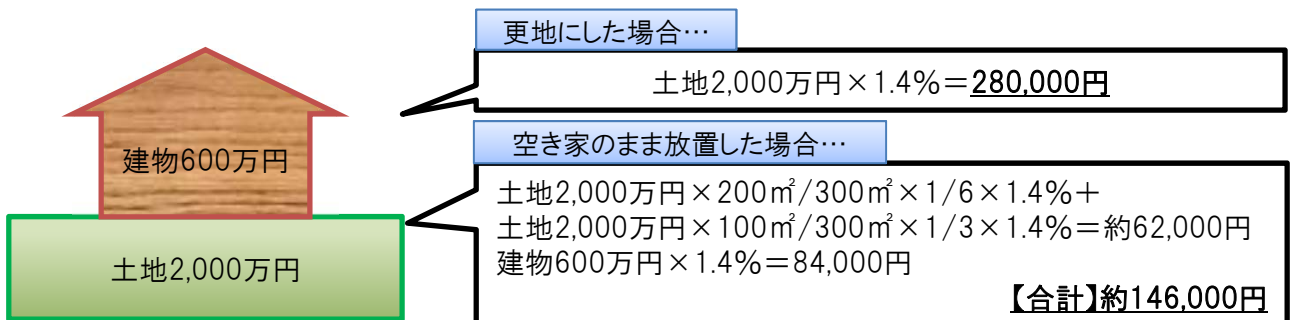 更地にした場合…
土地2,000万円×1.4%＝280,000円
建物600万円
土地2,000万円
空き家のまま放置した場合…
土地2,000万円×200㎡/300㎡×1/6×1.4%＋
土地2,000万円×100㎡/300㎡×1/3×1.4%＝約62,000円
建物600万円×1.4%＝84,000円
【合計】約146,000円